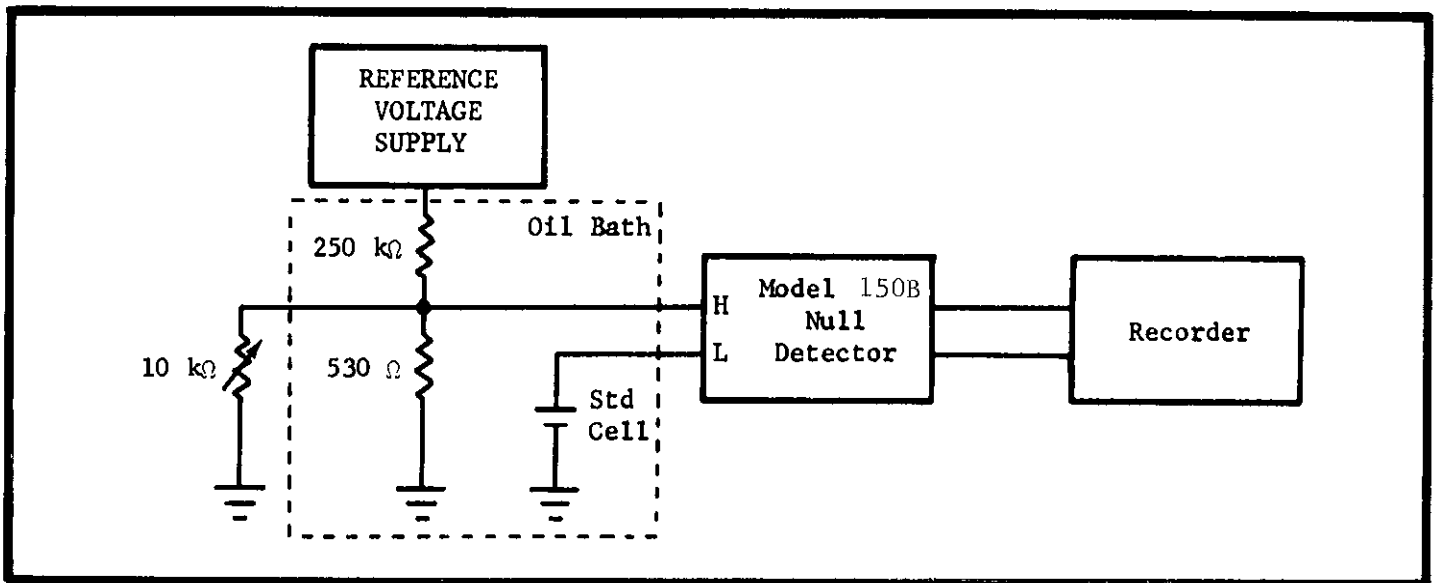 REFERENCE
VOLTAGE
SUPPLY
Oil Bath
250 kΩ
H
L
Model 150B
Null
Detector
Recorder
10 kΩ
530 Ω
Std
Cell